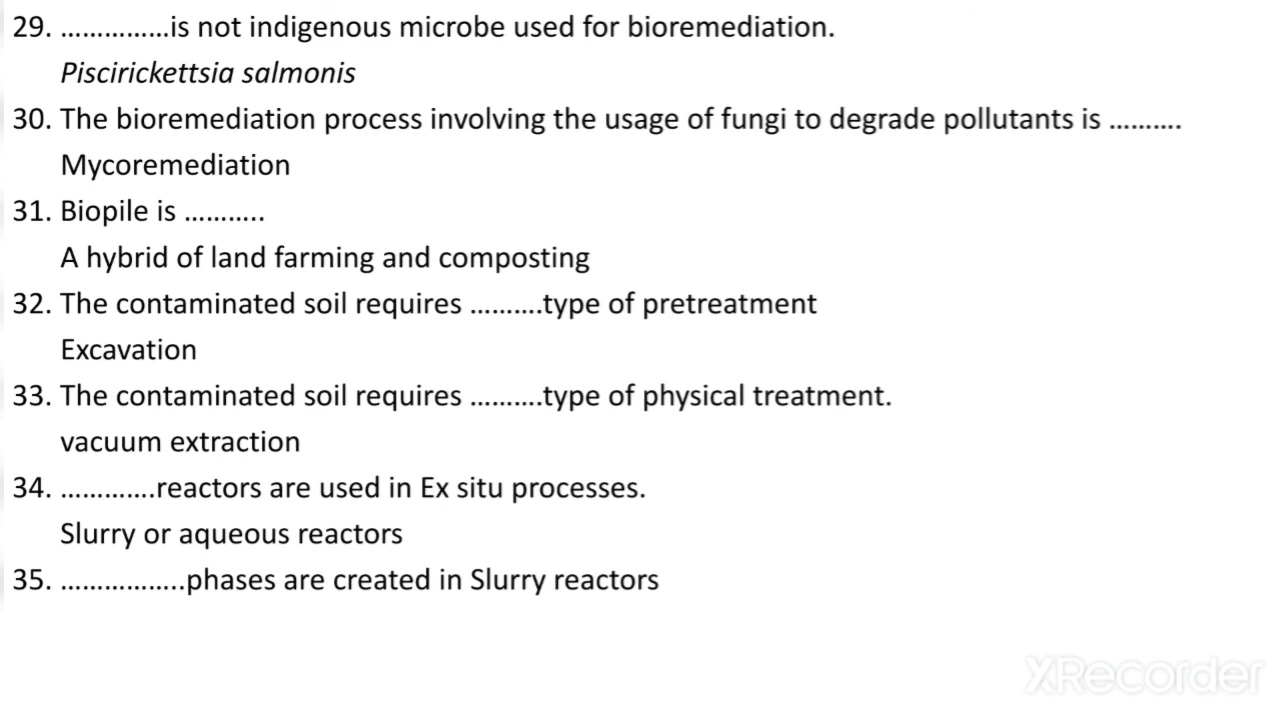 29. ...............is not indigenous microbe used for bioremediation.
Piscirickettsia salmonis
30. The bioremediation process involving the usage of fungi to degrade pollutants is ..........
Mycoremediation
31. Biopile is ...........
A hybrid of land farming and composting
32. The contaminated soil requires ..........type of pretreatment
Excavation
33. The contaminated soil requires ..........type of physical treatment.
vacuum extraction
34. .............reactors are used in Ex situ processes.
Slurry or aqueous reactors
35. .................phases are created in Slurry reactors
XRecorder